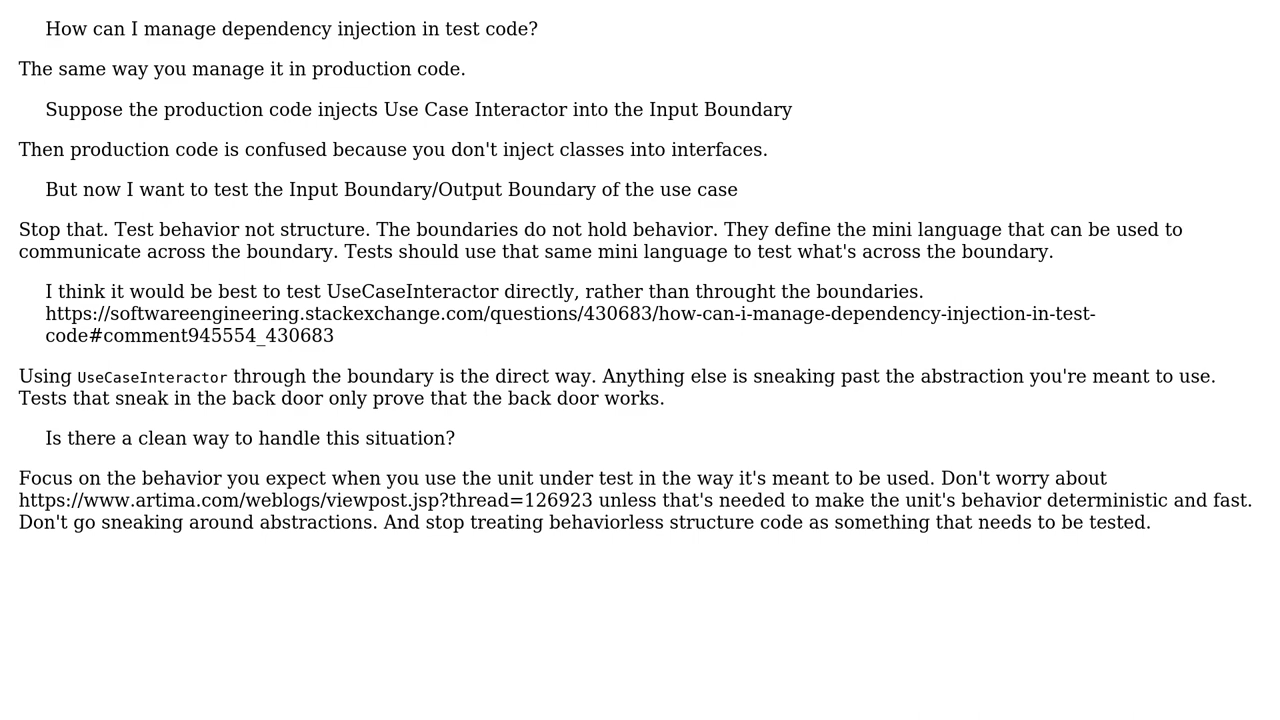 How can I manage dependency injection in test code?
The same way you manage it in production code.
Suppose the production code injects Use Case Interactor into the Input Boundary
Then production code is confused because you don't inject classes into interfaces.
But now I want to test the Input Boundary/Output Boundary of the use case
Stop that. Test behavior not structure. The boundaries do not hold behavior. They define the mini language that can be used to
communicate across the boundary. Tests should use that same mini language to test what's across the boundary.
I think it would be best to test UseCaseInteractor directly, rather than throught the boundaries.
https://softwareengineering.stackexchange.com/questions/430683/how-can-i-manage-dependency-injection-in-test-
code#comment945554_430683
Using UseCaseInteractor through the boundary is the direct way. Anything else is sneaking past the abstraction you're meant to use.
Tests that sneak in the back door only prove that the back door works.
Is there a clean way to handle this situation?
Focus on the behavior you expect when you use the unit under test in the way it's meant to be used. Don't worry about
https://www.artima.com/weblogs/viewpost.jsp?thread=126923 unless that's needed to make the unit's behavior deterministic and fast.
Don't go sneaking around abstractions. And stop treating behaviorless structure code as something that needs to be tested.